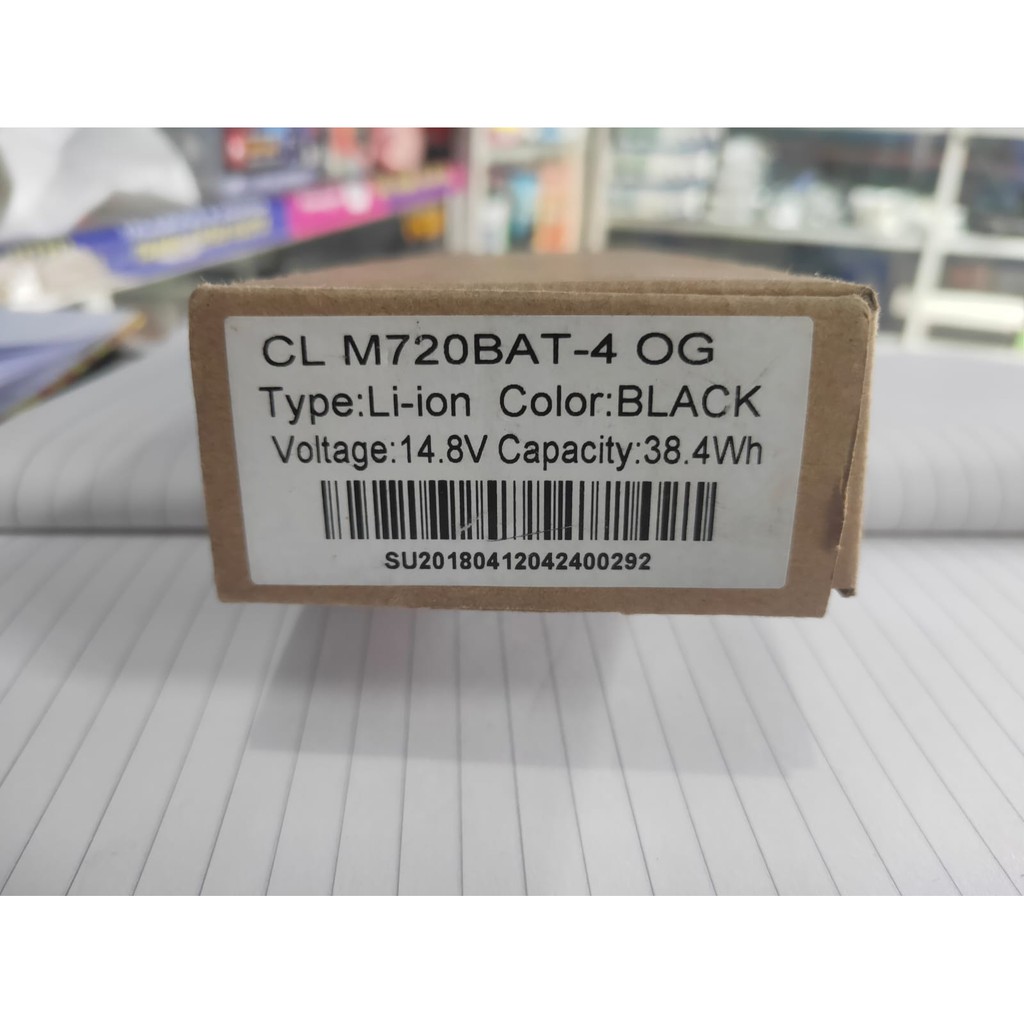 CL M720BAT-4 OG
Type:Li-ion Color:BLACK
Voltage:14.8V Capacity:38.4Wh
SU20180412042400292